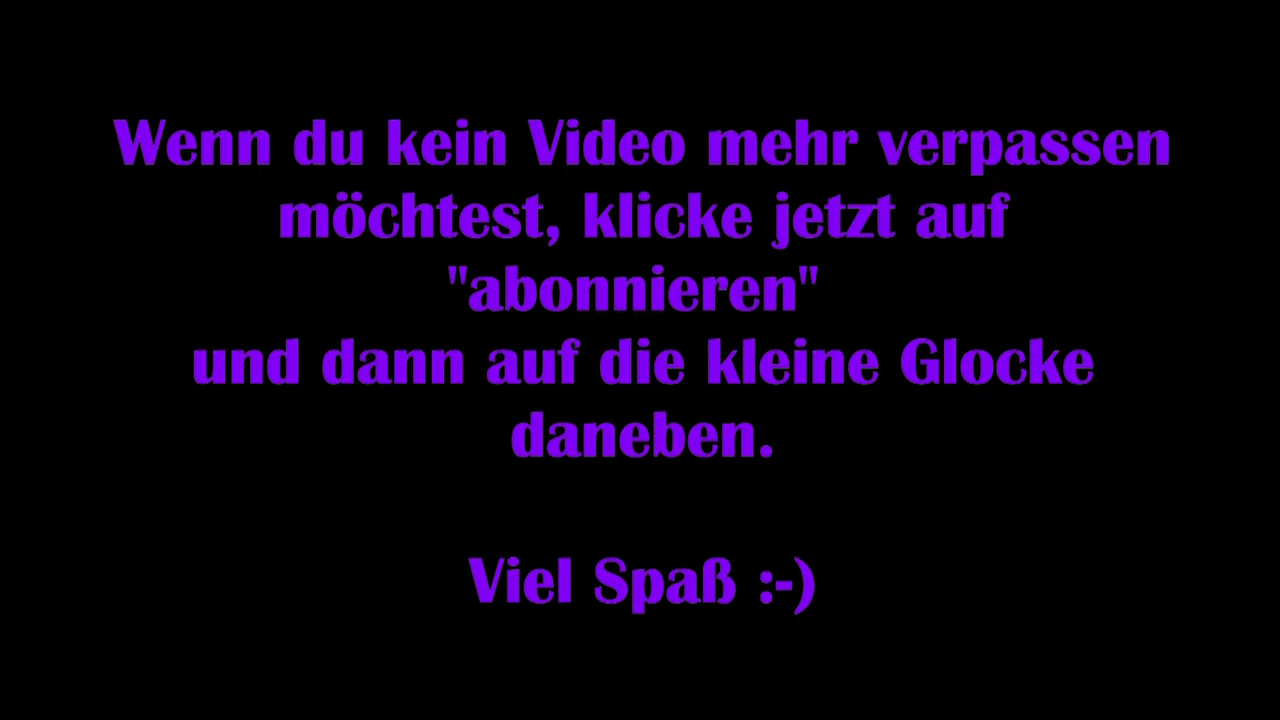 Wenn du kein Video mehr verpassen
möchtest, klicke jetzt auf
"abonnieren"
und dann auf die kleine Glocke
daneben.
Viel Spaß :-)